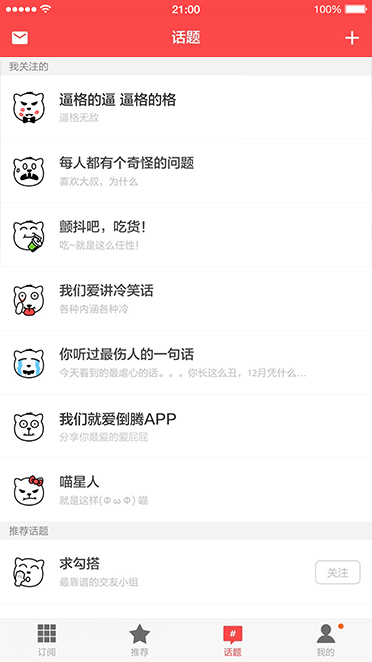 21:00
100%
话题
我关注的
逼格的逼 逼格的格
逼格无敌
每人都有个奇怪的问题
喜欢大叔，为什么
颤抖吧，吃货！
吃~就是这么任性！
我们爱讲冷笑话
各种内涵各种冷
你听过最伤人的一句话
今天看到的最虐心的话。。。你长这么丑，12月凭什么...
我们就爱倒腾APP
分享你最爱的爱屁屁
喵星人
就是这样(ΦωΦ) 喵
推荐话题
求勾搭
最靠谱的交友小组
关注
订阅
推荐
#
话题
我的